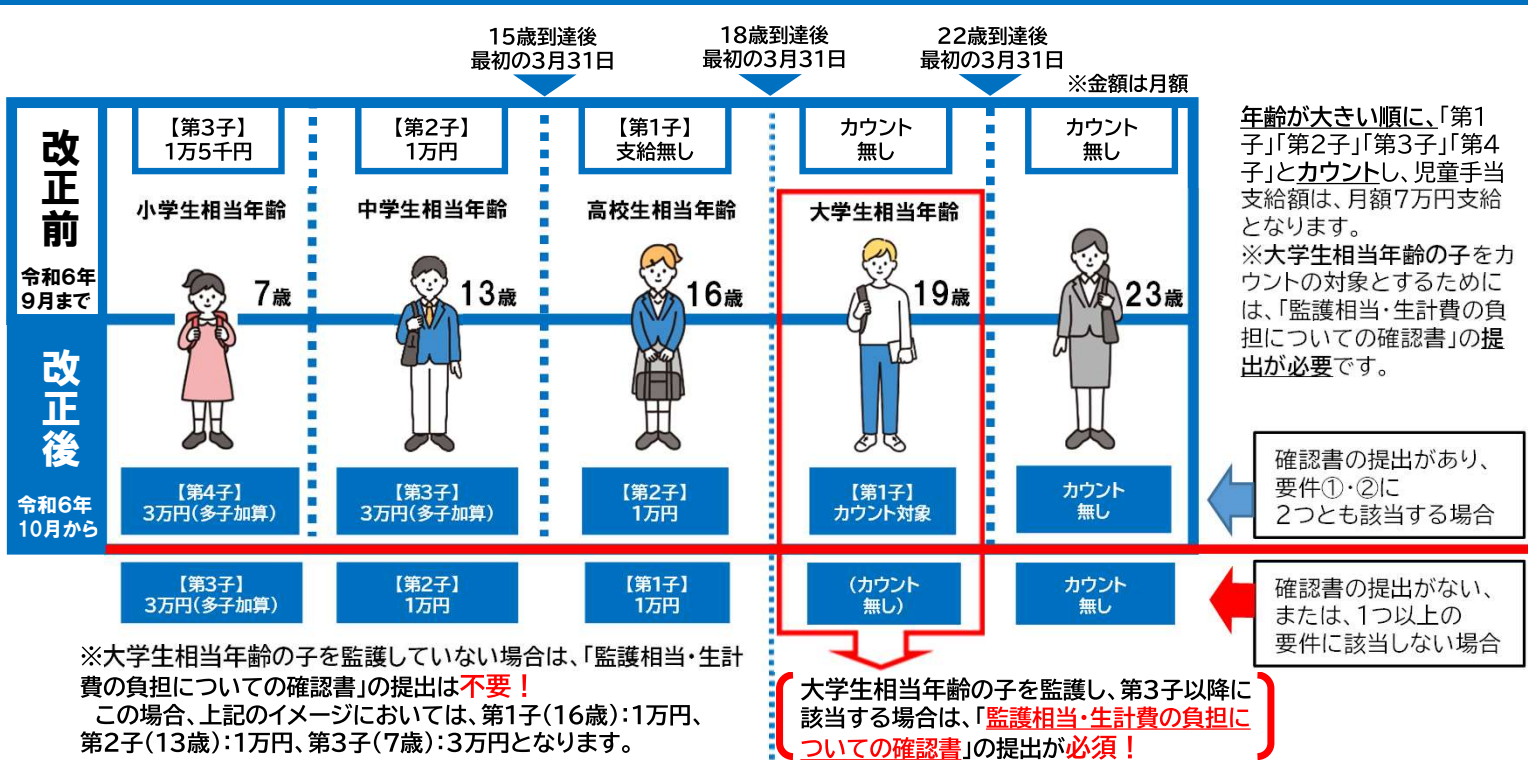 15歳到達後
最初の3月31日
18歳到達後
最初の3月31日
22歳到達後
最初の3月31日
※金額は月額
改正前
令和6年
9月まで
【第3子】
1万5千円
【第2子】
1万円
【第1子】
支給無し
カウント
無し
カウント
無し
小学生相当年齢
中学生相当年齢
高校生相当年齢
大学生相当年齢
7歳
13歳
16歳
19歳
23歳
改正後
令和6年
10月から
【第4子】
3万円(多子加算)
【第3子】
3万円(多子加算)
【第2子】
1万円
【第1子】
カウント対象
カウント
無し
【第3子】
3万円(多子加算)
【第2子】
1万円
【第1子】
1万円
(カウント
無し)
カウント
無し
年齢が大きい順に、「第1
子」「第2子」「第3子」「第4
子」とカウントし、児童手当
支給額は、月額7万円支給
となります。
※大学生相当年齢の子をカ
ウントの対象とするために
は、「監護相当・生計費の負
担についての確認書」の提
出が必要です。
確認書の提出があり、
要件①・②に
2つとも該当する場合
確認書の提出がない、
または、1つ以上の
要件に該当しない場合
※大学生相当年齢の子を監護していない場合は、「監護相当・生計
費の負担についての確認書」の提出は不要！
この場合、上記のイメージにおいては、第1子(16歳):1万円、
第2子(13歳):1万円、第3子(7歳):3万円となります。
大学生相当年齢の子を監護し、第3子以降に
該当する場合は、「監護相当・生計費の負担に
ついての確認書」の提出が必須！